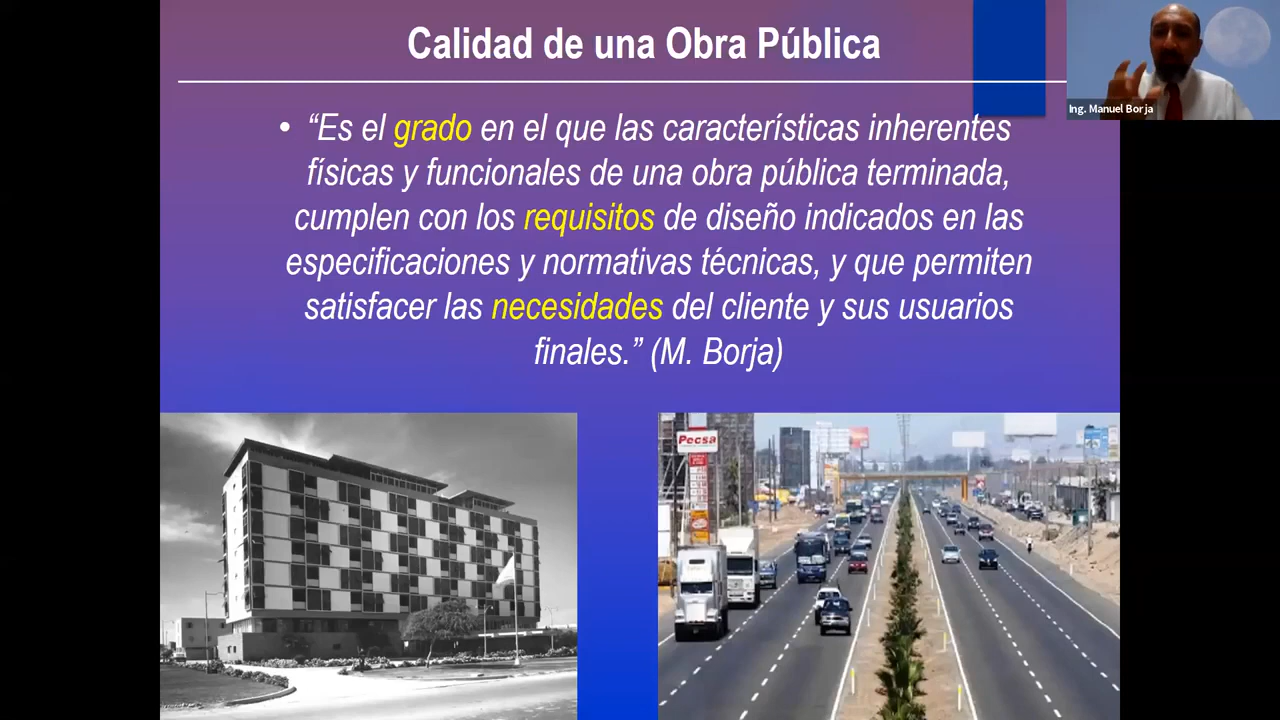 Calidad de una Obra Pública
Ing. Manuel Borja
• “Es el grado en el que las características inherentes
físicas y funcionales de una obra pública terminada,
cumplen con los requisitos de diseño indicados en las
especificaciones y normativas técnicas, y que permiten
satisfacer las necesidades del cliente y sus usuarios
finales.” (M. Borja)
Pecsa